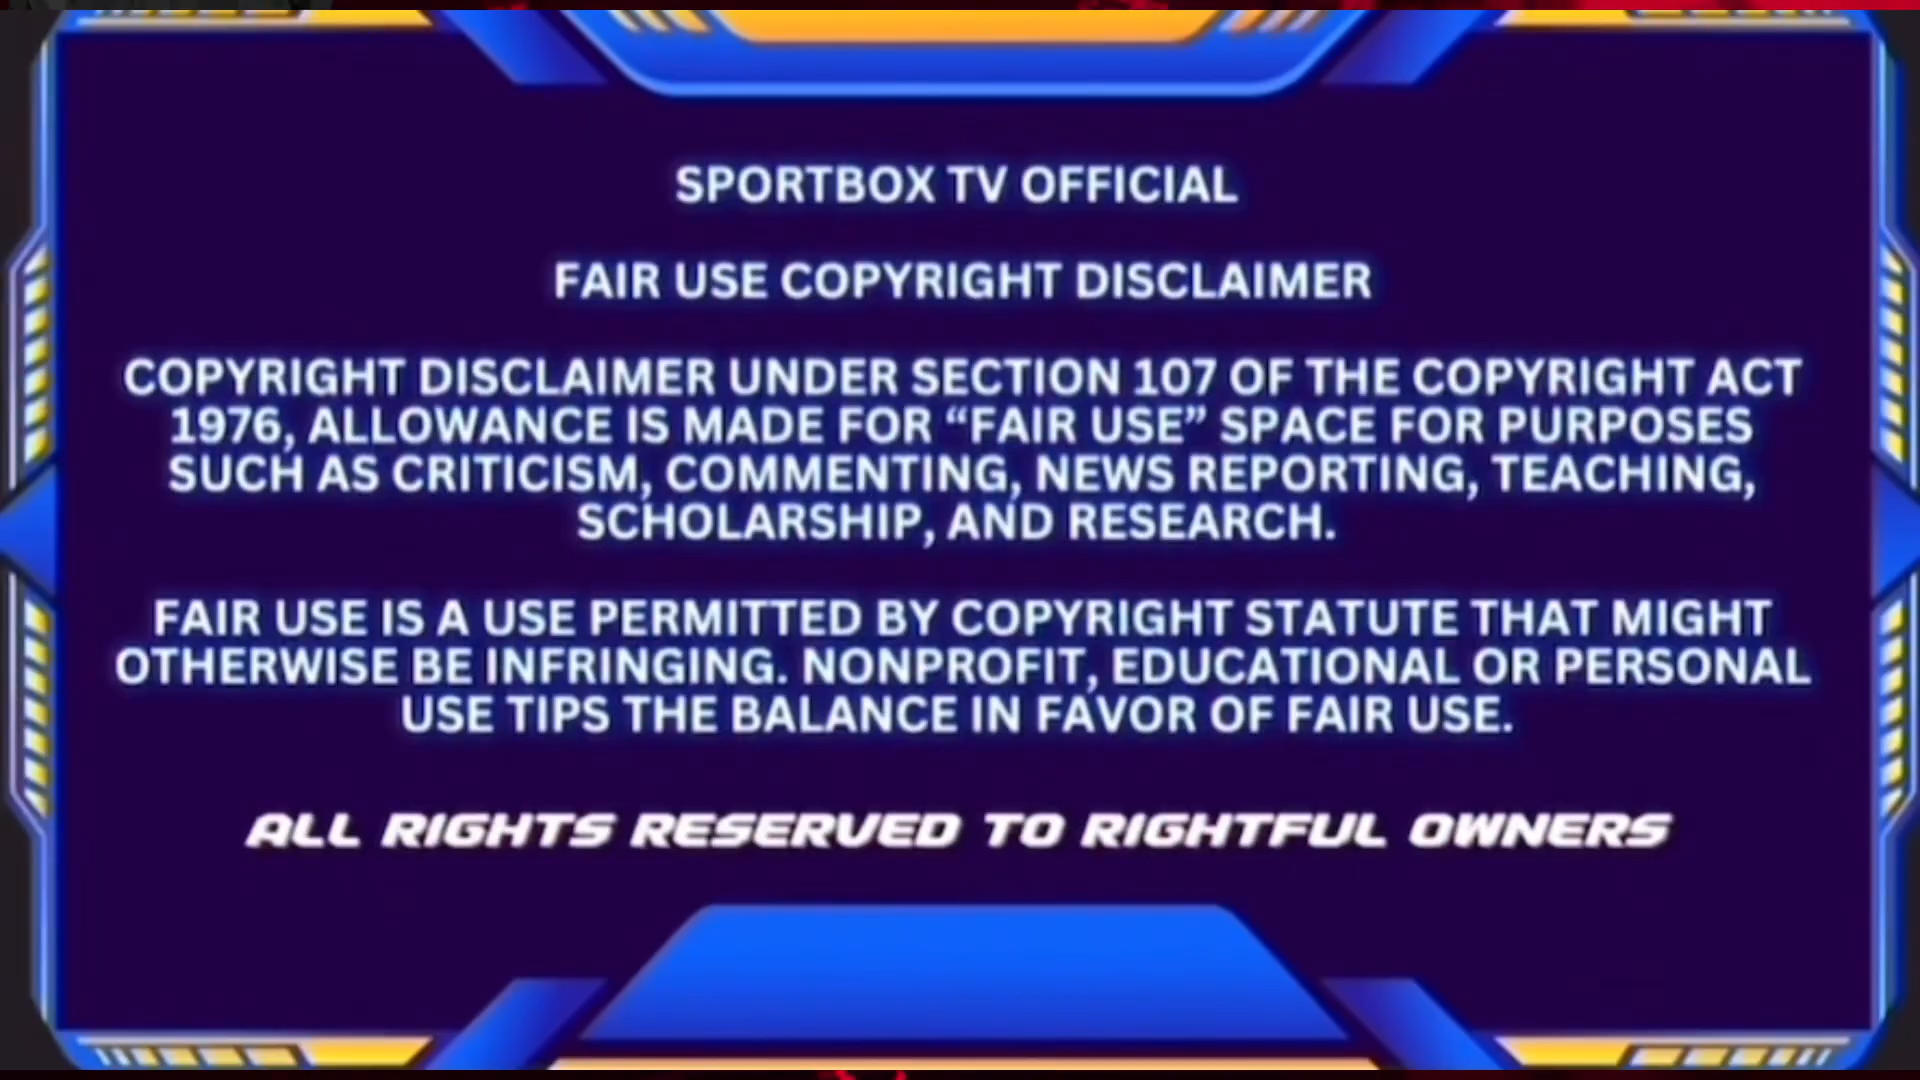 SPORTBOX TV OFFICIAL
FAIR USE COPYRIGHT DISCLAIMER
COPYRIGHT DISCLAIMER UNDER SECTION 107 OF THE COPYRIGHT ACT
1976, ALLOWANCE IS MADE FOR “FAIR USE” SPACE FOR PURPOSES
SUCH AS CRITICISM, COMMENTING, NEWS REPORTING, TEACHING,
SCHOLARSHIP, AND RESEARCH.
FAIR USE IS A USE PERMITTED BY COPYRIGHT STATUTE THAT MIGHT
OTHERWISE BE INFRINGING. NONPROFIT, EDUCATIONAL OR PERSONAL
USE TIPS THE BALANCE IN FAVOR OF FAIR USE.
ALL RIGHTS RESERVED TO RIGHTFUL OWNERS